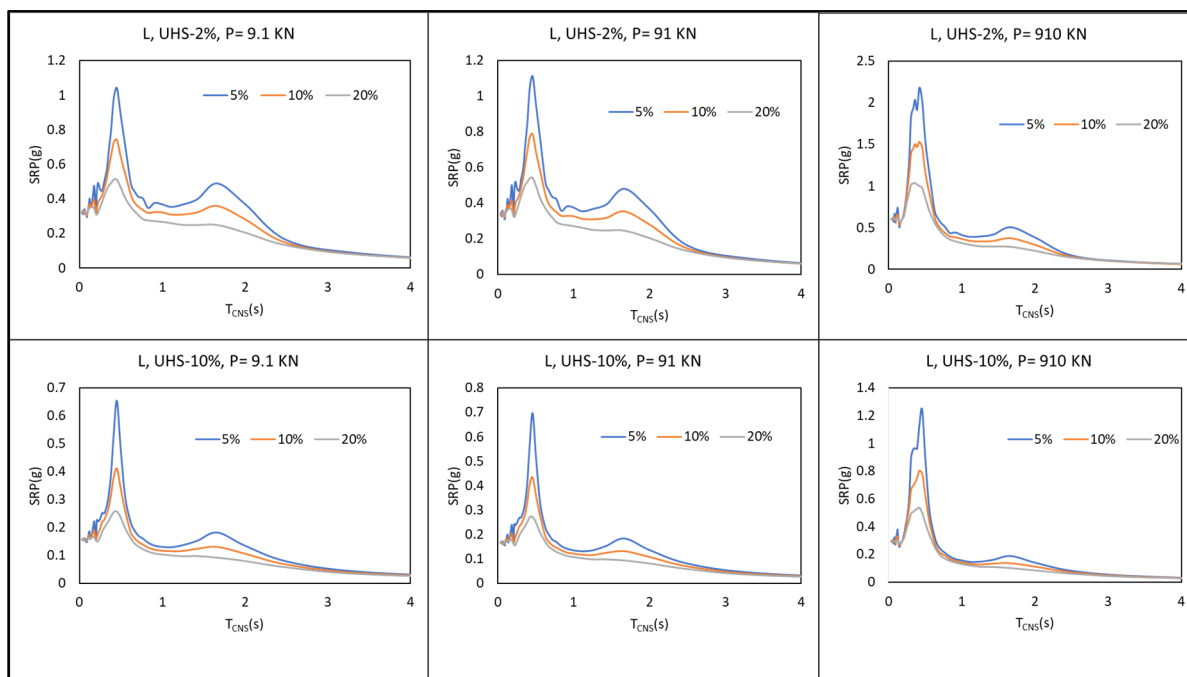 L, UHS-2%, P= 9.1 KN
1.2
1
0.8
0.6
0.4
0.2
0
SRP(g)
5% 10% 20%
0 1 2 3 4
TCNS(s)
L, UHS-2%, P= 91 KN
1.2
1
0.8
0.6
0.4
0.2
0
SRP(g)
5% 10% 20%
0 1 2 3 4
TCNS(s)
L, UHS-2%, P= 910 KN
2.5
2
1.5
1
0.5
0
SRP(g)
5% 10% 20%
0 1 2 3 4
TCNS(s)
L, UHS-10%, P= 9.1 KN
0.7
0.6
0.5
0.4
0.3
0.2
0.1
0
SRP(g)
5% 10% 20%
0 1 2 3 4
TCNS(s)
L, UHS-10%, P= 91 KN
0.8
0.7
0.6
0.5
0.4
0.3
0.2
0.1
0
SRP(g)
5% 10% 20%
0 1 2 3 4
TCNS(s)
L, UHS-10%, P= 910 KN
1.4
1.2
1
0.8
0.6
0.4
0.2
0
SRP(g)
5% 10% 20%
0 1 2 3 4
TCNS(s)